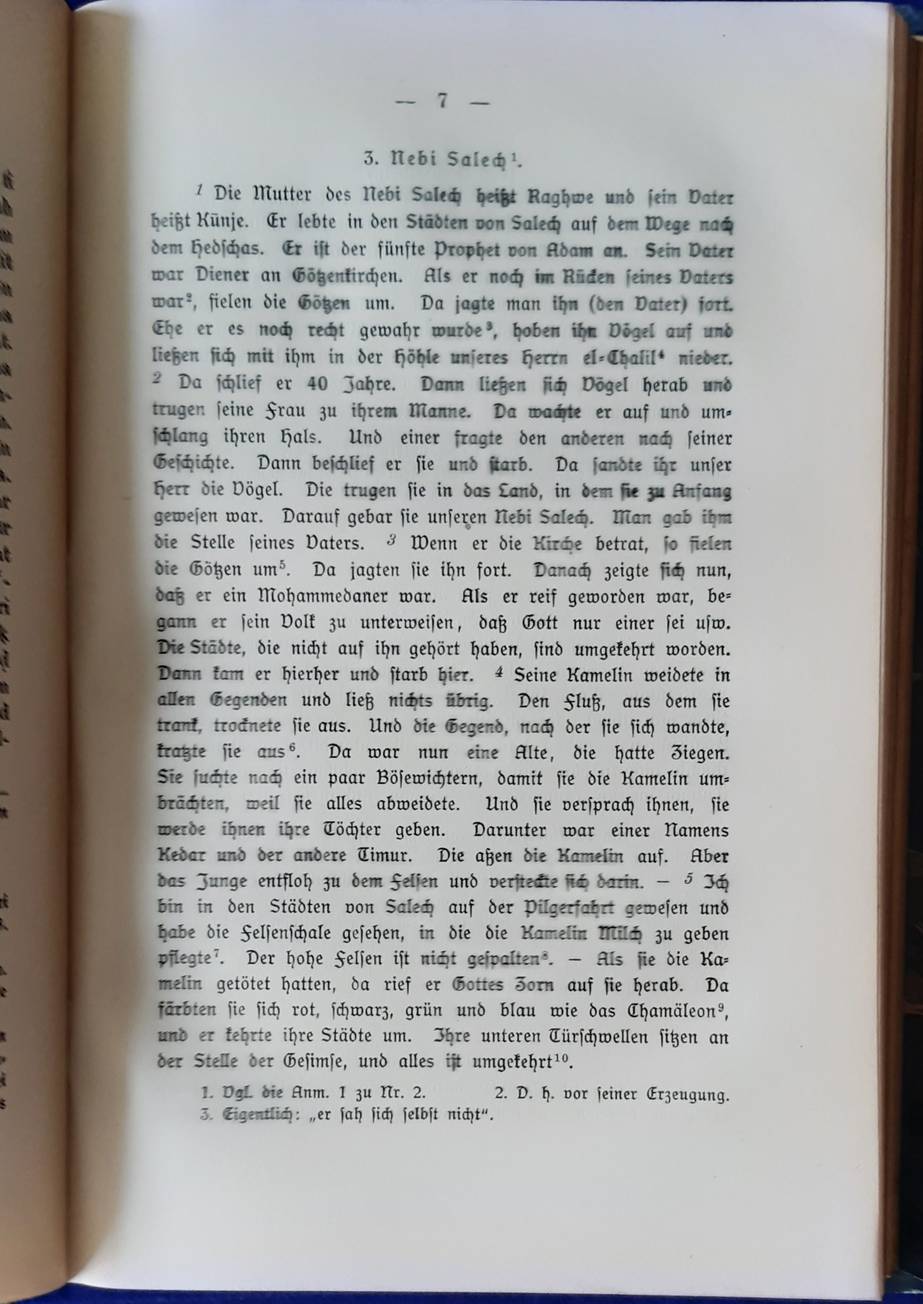 — 7 —
3. Nebi Salech¹.
1 Die Mutter des Nebi Salech heißt Raghwe und sein Vater
heißt Künje. Er lebte in den Städten von Salech auf dem Wege nach
dem Hedschas. Er ist der fünfte Prophet von Adam an. Sein Vater
war Diener an Götzenkirchen. Als er noch im Rücken seines Vaters
war², fielen die Götzen um. Da jagte man ihn (den Vater) fort.
Ehe er es noch recht gewahr wurde³, hoben ihn Vögel auf und
ließen sich mit ihm in der Höhle unseres Herrn el-Chalil⁴ nieder.
2 Da schlief er 40 Jahre. Dann ließen sich Vögel herab und
trugen seine Frau zu ihrem Manne. Da wachte er auf und um-
schlang ihren Hals. Und einer fragte den anderen nach seiner
Geschichte. Dann beschlief er sie und starb. Da sandte ihr unser
Herr die Vögel. Die trugen sie in das Land, in dem sie zu Anfang
gewesen war. Darauf gebar sie unseren Nebi Salech. Man gab ihm
die Stelle seines Vaters. 3 Wenn er die Kirche betrat, so fielen
die Götzen um⁵. Da jagten sie ihn fort. Danach zeigte sich nun,
daß er ein Mohammedaner war. Als er reif geworden war, be-
gann er sein Volk zu unterweisen, daß Gott nur einer sei usw.
Die Städte, die nicht auf ihn gehört haben, sind umgekehrt worden.
Dann kam er hierher und starb hier. 4 Seine Kamelin weidete in
allen Gegenden und ließ nichts übrig. Den Fluß, aus dem sie
trank, trocknete sie aus. Und die Gegend, nach der sie sich wandte,
kratzte sie aus⁶. Da war nun eine Alte, die hatte Ziegen.
Sie suchte nach ein paar Bösewichtern, damit sie die Kamelin um-
brächten, weil sie alles abweidete. Und sie versprach ihnen, sie
werde ihnen ihre Töchter geben. Darunter war einer Namens
Kedar und der andere Timur. Die aßen die Kamelin auf. Aber
das Junge entfloh zu dem Felsen und versteckte sich darin. — 5 Ich
bin in den Städten von Salech auf der Pilgerfahrt gewesen und
habe die Felsenschale gesehen, in die die Kamelin Milch zu geben
pflegte⁷. Der hohe Felsen ist nicht gespalten⁸. — Als sie die Ka-
melin getötet hatten, da rief er Gottes Zorn auf sie herab. Da
färbten sie sich rot, schwarz, grün und blau wie das Chamäleon⁹,
und er kehrte ihre Städte um. Ihre unteren Türschwellen sitzen an
der Stelle der Gesimse, und alles ist umgekehrt¹⁰.
1. Vgl. die Anm. 1 zu Nr. 2. 2. D. h. vor seiner Erzeugung.
3. Eigentlich: „er sah sich selbst nicht".